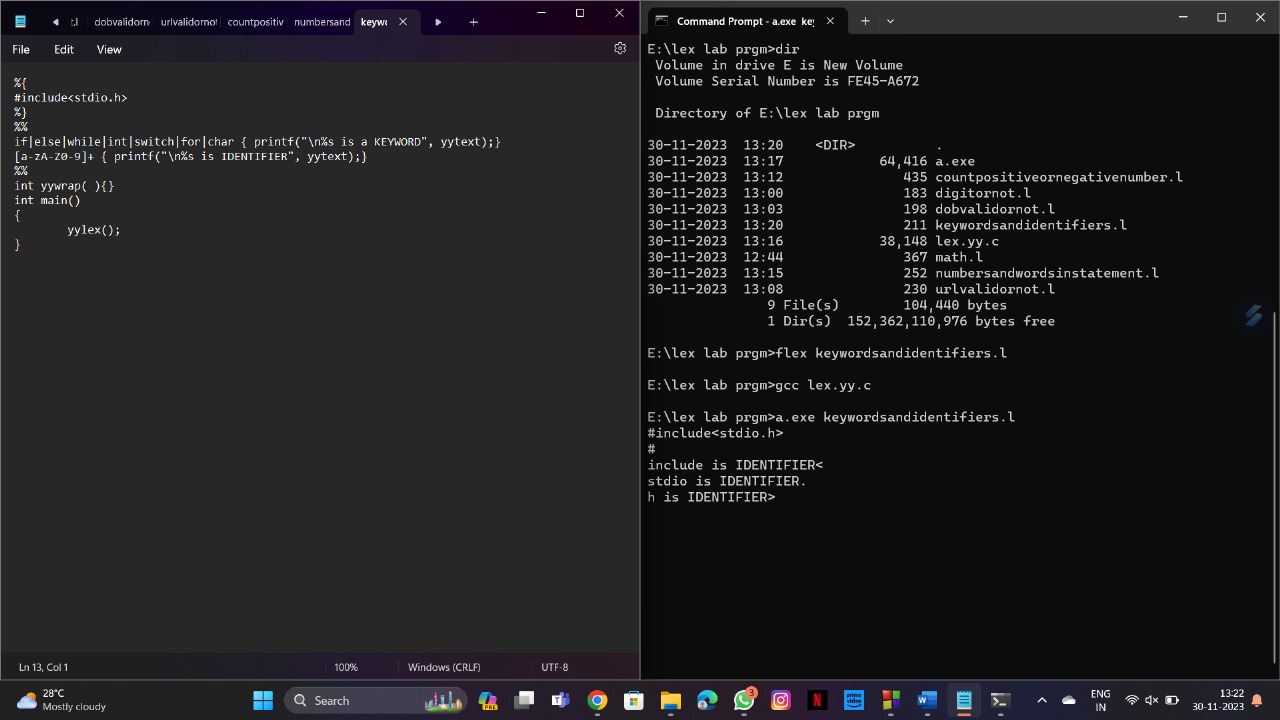 :.l dobvalidorno urlvalidornot countpositiv numbersand keywo
File Edit View
%{
#include<stdio.h>
%}
%%
if|else|while|int|switch|for|char { printf("\n%s is a KEYWORD", yytext);}
[a-zA-Z0-9]+ { printf("\n%s is IDENTIFIER", yytext);}
%%
int yywrap( ){}
int main()
{
yylex();
}
Ln 13, Col 1 100% Windows (CRLF) UTF-8
Command Prompt - a.exe key
E:\lex lab prgm>dir
Volume in drive E is New Volume
Volume Serial Number is FE45-A672
Directory of E:\lex lab prgm
30-11-2023 13:20 <DIR> .
30-11-2023 13:17 64,416 a.exe
30-11-2023 13:12 435 countpositiveornegativenumber.l
30-11-2023 13:00 183 digitornot.l
30-11-2023 13:03 198 dobvalidornot.l
30-11-2023 13:20 211 keywordsandidentifiers.l
30-11-2023 13:16 38,148 lex.yy.c
30-11-2023 12:44 367 math.l
30-11-2023 13:15 252 numbersandwordsinstatement.l
30-11-2023 13:08 230 urlvalidornot.l
9 File(s) 104,440 bytes
1 Dir(s) 152,362,110,976 bytes free
E:\lex lab prgm>flex keywordsandidentifiers.l
E:\lex lab prgm>gcc lex.yy.c
E:\lex lab prgm>a.exe keywordsandidentifiers.l
#include<stdio.h>
#
include is IDENTIFIER<
stdio is IDENTIFIER.
h is IDENTIFIER>
28°C
Mostly cloudy
Search
PRE
3
prime video
ENG
IN
13:22
30-11-2023